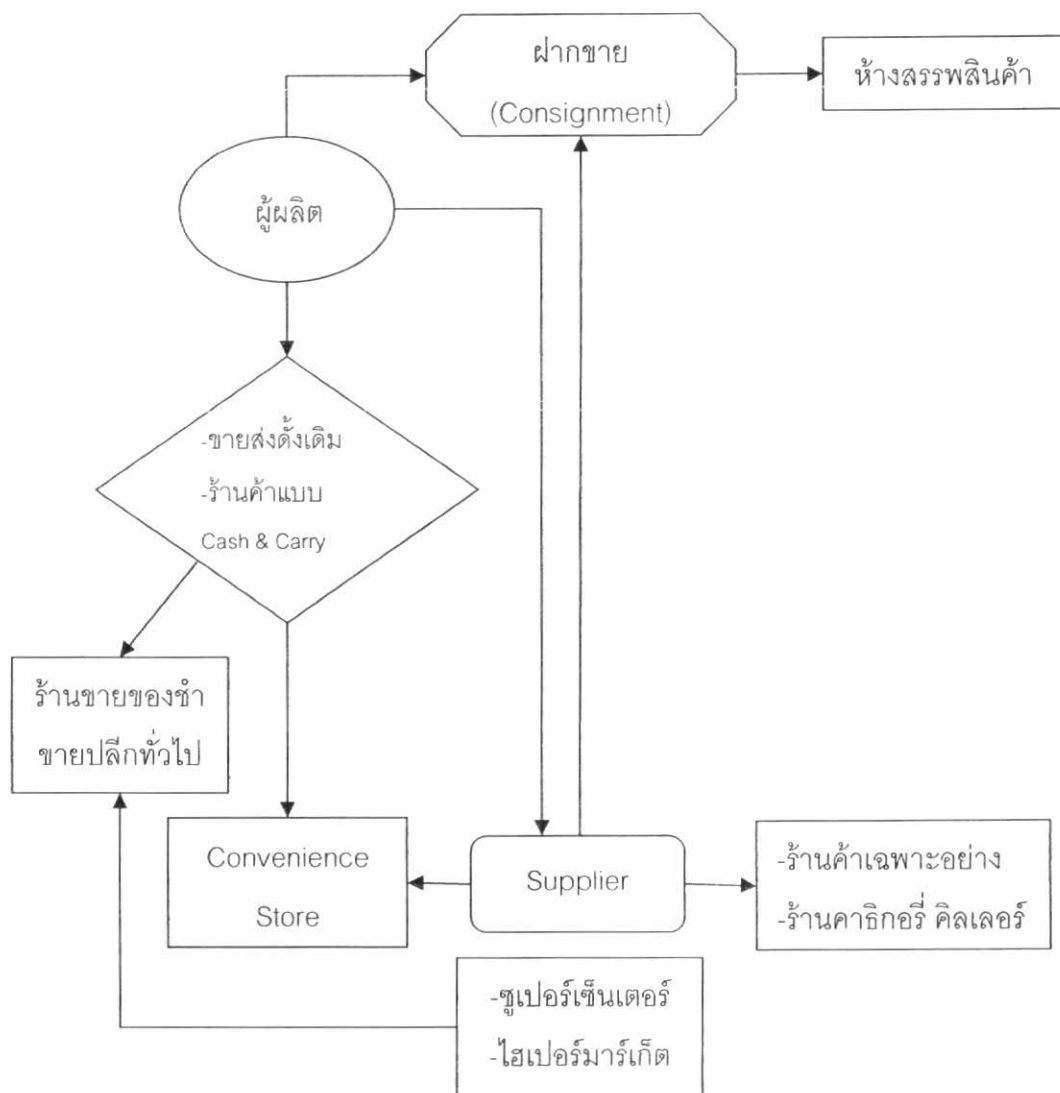 ฝากขาย
(Consignment)
ห้างสรรพสินค้า
ผู้ผลิต
-ขายส่งดั้งเดิม
-ร้านค้าแบบ
Cash & Carry
ร้านขายของชำ
ขายปลีกทั่วไป
Convenience
Store
Supplier
-ร้านค้าเฉพาะอย่าง
-ร้านคาธิกอรี่ คิลเลอร์
-ซูเปอร์เซ็นเตอร์
-ไฮเปอร์มาร์เก็ต